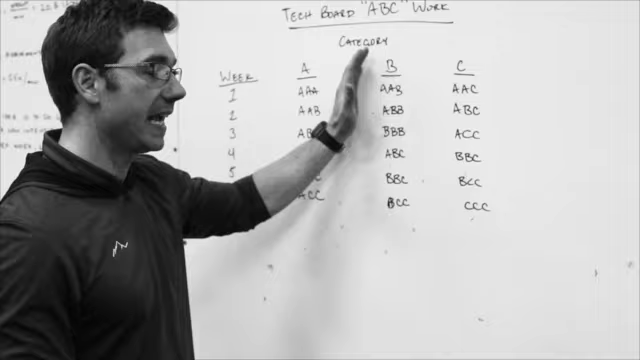 TECH BOARD "ABC" WORK
CATEGORY
WEEK A B C
1 AAA AAB AAC
2 AAB ABB ABC
3 AB BBB ACC
4 ABC BBC
5 BBC BCC
ACC BCC CCC